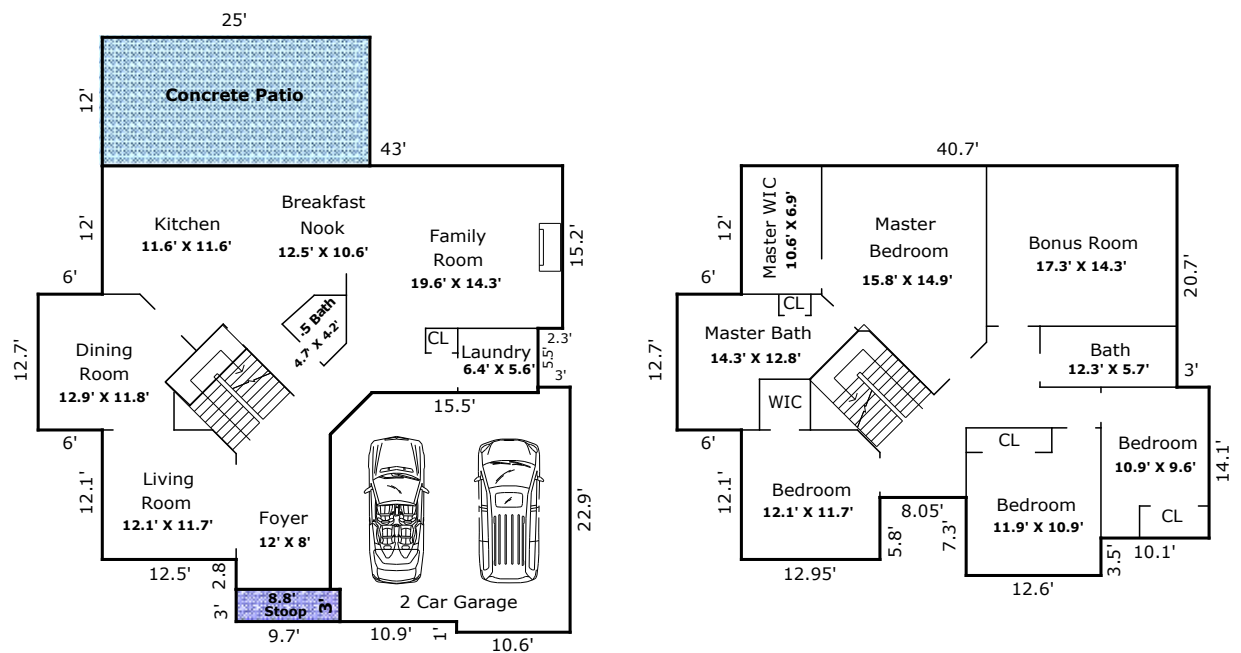 25'
12'
Concrete Patio
43'
12'
Kitchen
11.6' X 11.6'
Breakfast
Nook
12.5' X 10.6'
Family
Room
19.6' X 14.3'
15.2'
6'
.5 Bath
4.7' X 4.2'
CL
Laundry
6.4' X 5.6'
2.3'
5.5'
3'
12.7'
Dining
Room
12.9' X 11.8'
15.5'
6'
12.1'
Living
Room
12.1' X 11.7'
Foyer
12' X 8'
22.9'
12.5'
2.8
8.8'
Stoop
3'
3'
2 Car Garage
9.7'
10.9'
1'
10.6'
40.7'
12'
Master WIC
10.6' X 6.9'
Master
Bedroom
15.8' X 14.9'
Bonus Room
17.3' X 14.3'
20.7'
6'
CL
Master Bath
14.3' X 12.8'
12.7'
WIC
Bath
12.3' X 5.7'
3'
6'
CL
Bedroom
10.9' X 9.6'
14.1'
12.1'
Bedroom
12.1' X 11.7'
8.05'
Bedroom
11.9' X 10.9'
CL
5.8'
7.3'
10.1'
3.5'
12.95'
12.6'